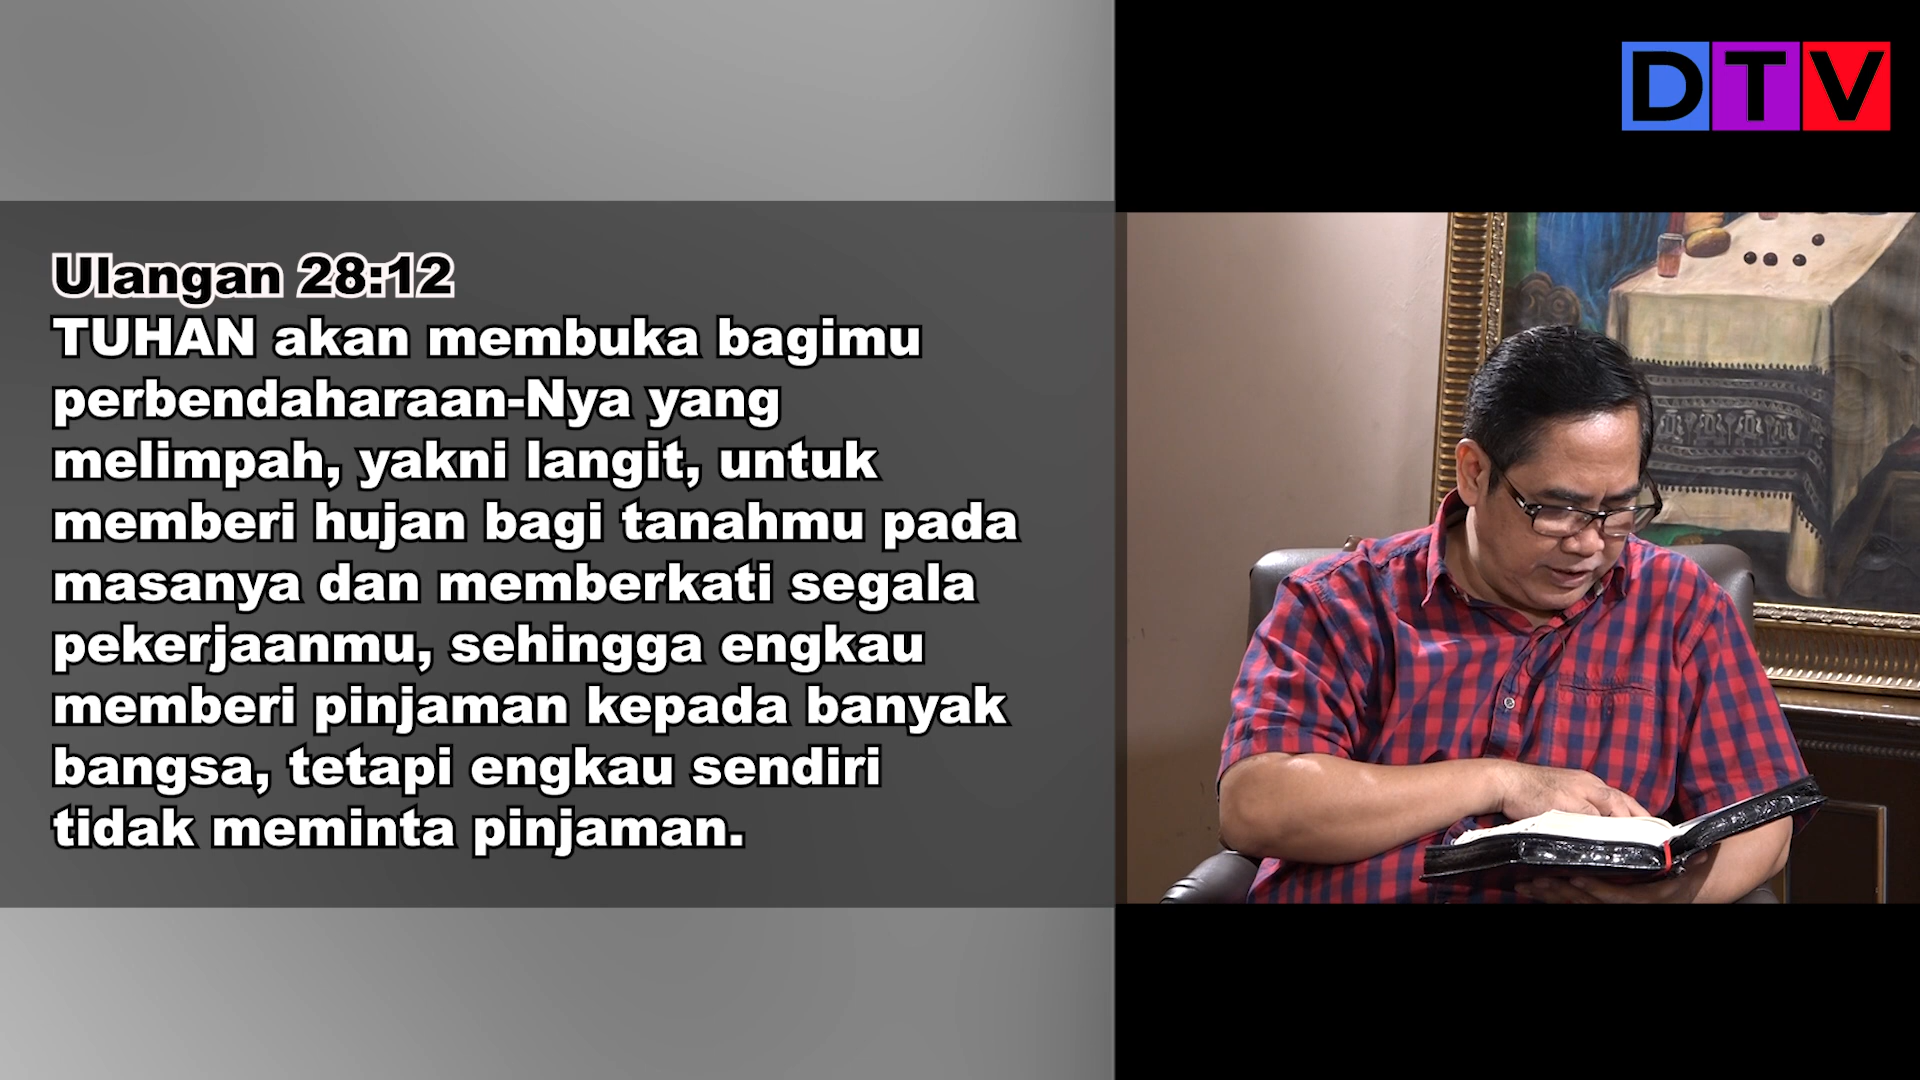 DTV
Ulangan 28:12
TUHAN akan membuka bagimu
perbendaharaan-Nya yang
melimpah, yakni langit, untuk
memberi hujan bagi tanahmu pada
masanya dan memberkati segala
pekerjaanmu, sehingga engkau
memberi pinjaman kepada banyak
bangsa, tetapi engkau sendiri
tidak meminta pinjaman.